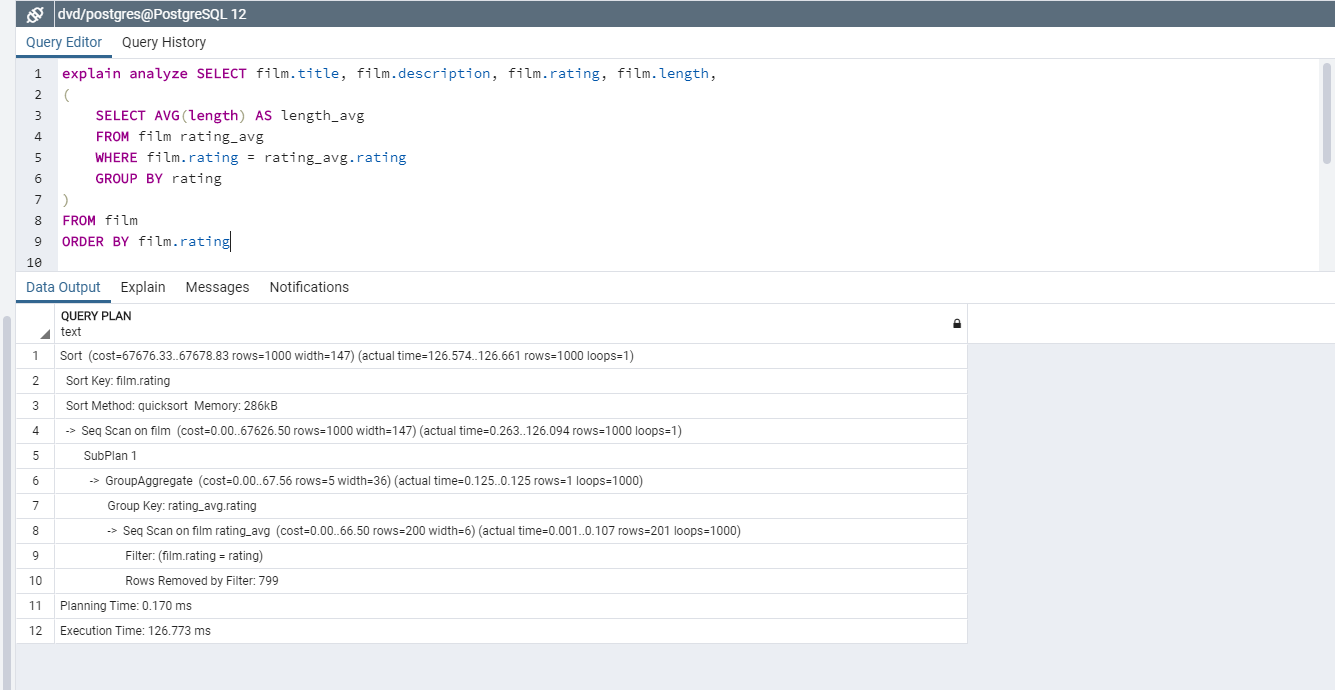 dvd/postgres@PostgreSQL 12
Query Editor Query History
1 explain analyze SELECT film.title, film.description, film.rating, film.length,
2 (
3 SELECT AVG(length) AS length_avg
4 FROM film rating_avg
5 WHERE film.rating = rating_avg.rating
6 GROUP BY rating
7 )
8 FROM film
9 ORDER BY film.rating
10
Data Output Explain Messages Notifications
QUERY PLAN
text
1 Sort (cost=67676.33..67678.83 rows=1000 width=147) (actual time=126.574..126.661 rows=1000 loops=1)
2 Sort Key: film.rating
3 Sort Method: quicksort Memory: 286kB
4 -> Seq Scan on film (cost=0.00..67626.50 rows=1000 width=147) (actual time=0.263..126.094 rows=1000 loops=1)
5 SubPlan 1
6 -> GroupAggregate (cost=0.00..67.56 rows=5 width=36) (actual time=0.125..0.125 rows=1 loops=1000)
7 Group Key: rating_avg.rating
8 -> Seq Scan on film rating_avg (cost=0.00..66.50 rows=200 width=6) (actual time=0.001..0.107 rows=201 loops=1000)
9 Filter: (film.rating = rating)
10 Rows Removed by Filter: 799
11 Planning Time: 0.170 ms
12 Execution Time: 126.773 ms